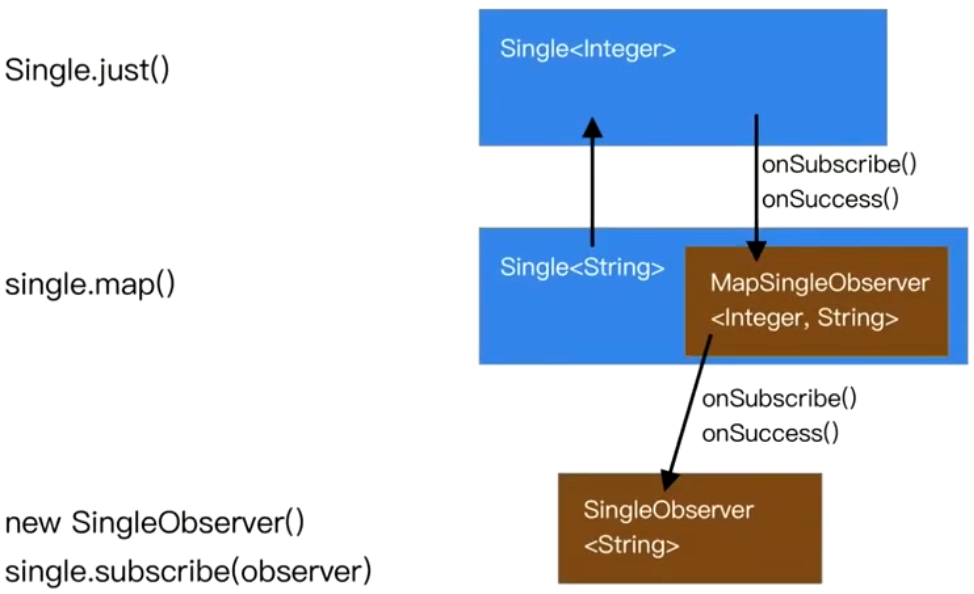 Single.just()
Single<Integer>
onSubscribe()
onSuccess()
single.map()
Single<String>
MapSingleObserver
<Integer, String>
onSubscribe()
onSuccess()
new SingleObserver()
single.subscribe(observer)
SingleObserver
<String>